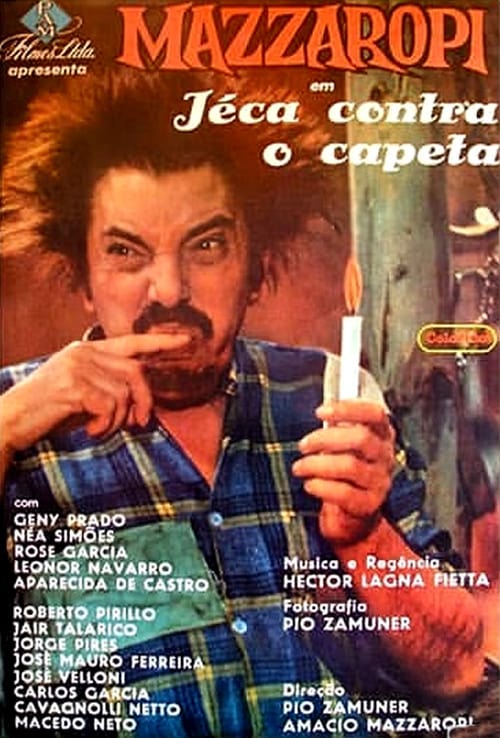 PAM
Filmes Ltda.
apresenta
MAZZAROPI
em
Jéca contra
o capeta
com
GENY PRADO
NÉA SIMÕES
ROSE GARCIA
LEONOR NAVARRO
APARECIDA DE CASTRO
ROBERTO PIRILLO
JAIR TALARICO
JORGE PIRES
JOSÉ MAURO FERREIRA
JOSÉ VELLONI
CARLOS GARCIA
CAVAGNOLLI NETTO
MACEDO NETO
Musica e Regência
HECTOR LAGNA FIETTA
Fotografia
PIO ZAMUNER
Direção
PIO ZAMUNER
AMACIO MAZZAROPI